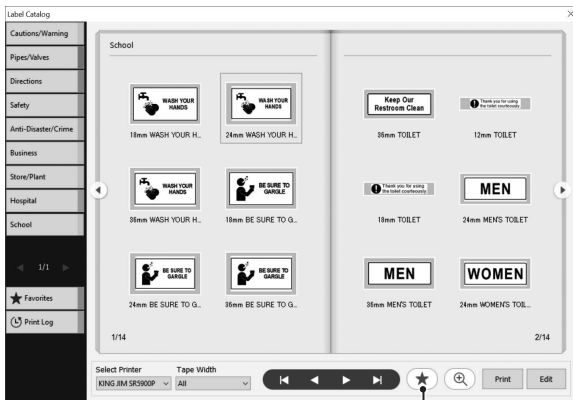 Label Catalog
Cautions/Warning
Pipes/Valves
Directions
Safety
Anti-Disaster/Crime
Business
Store/Plant
Hospital
School
1/1
Favorites
Print Log
School
WASH YOUR
HANDS
18mm WASH YOUR H...
WASH YOUR
HANDS
24mm WASH YOUR H...
WASH YOUR
HANDS
36mm WASH YOUR H...
BE SURE TO
GARGLE
18mm BE SURE TO G...
BE SURE TO
GARGLE
24mm BE SURE TO G...
BE SURE TO
GARGLE
36mm BE SURE TO G...
1/14
Keep Our
Restroom Clean
36mm TOILET
Thank you for using
the toilet courteously.
12mm TOILET
Thank you for using
the toilet courteously.
18mm TOILET
MEN
24mm MEN'S TOILET
MEN
36mm MEN'S TOILET
WOMEN
24mm WOMEN'S TOIL...
2/14
Select Printer
KING JIM SR5900P
Tape Width
All
Print
Edit